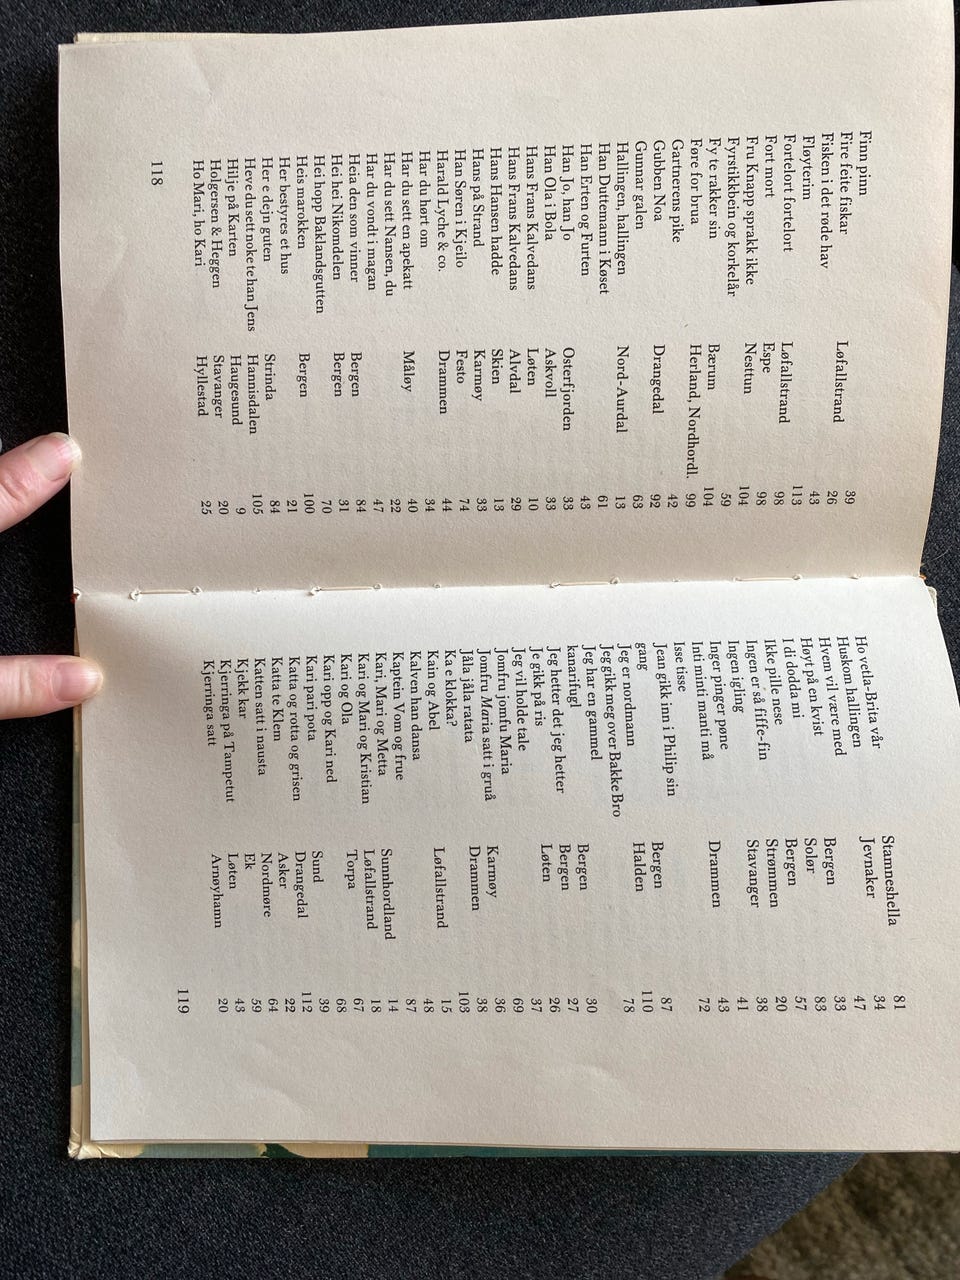 Finn pinn 39
Fire feite fiskar Løfallstrand 26
Fisken i det røde hav 43
Fløyterim 113
Fortelort fortelort Løfallstrand 98
Fort mort Espe 98
Fru Knapp sprakk ikke Nesttun 104
Fyrstikkbein og korkelår 59
Fy te rakker sin Bærum 104
Føre for brua Herland, Nordhordl. 99
Gartnerens pike 42
Gubben Noa Drangedal 92
Gunnar galen 63
Hallingen, hallingen Nord-Aurdal 13
Han Duttemann i Køset 61
Han Erten og Furten 43
Han Jo, han Jo Osterfjorden 33
Han Ola i Bola Askvoll 33
Hans Frans Kalvedans Løten 10
Hans Frans Kalvedans Alvdal 29
Hans Hansen hadde Skien 13
Hans på Strand Karmøy 33
Han Søren i Kjeilo Festo 74
Harald Lyche & co. Drammen 44
Har du hørt om 34
Har du sett en apekatt Måløy 40
Har du sett Nansen, du 22
Har du vondt i magan 47
Heia den som vinner Bergen 84
Hei hei Nikomdelen Bergen 31
Hei hopp Baklandsgutten 70
Heis marokken Bergen 100
Her bestyres et hus 21
Her e dejn guten Strinda 84
Heve du sett noke te han Jens Hannisdalen 105
Hilje på Karten Haugesund 9
Holgersen & Heggen Stavanger 20
Ho Mari, ho Kari Hyllestad 25
118
Ho vetla-Brita vår Stamneshella 81
Huskom hallingen Jevnaker 34
Hvem vil være med 47
Høyt på en kvist Bergen 33
I di dodda mi Solør 83
Ikke pille nese Bergen 57
Ingen er så fiffe-fin Strømmen 20
Ingen igling Stavanger 38
Inger pinger pøne 41
Inti minti manti må Drammen 43
Isse tisse 72
Jean gikk inn i Philip sin
gang Bergen 87
Jeg er nordmann Halden 110
Jeg gikk meg over Bakke Bro 78
Jeg har en gammel
kanarifugl Bergen 30
Jeg hetter det jeg hetter Bergen 27
Je gikk på ris Løten 26
Jeg vil holde tale 37
Jomfru jomfu Maria 69
Jomfru Maria satt i gruå Karmøy 36
Jåla jåla ratata Drammen 38
Ka e klokka? 103
Kain og Abel Løfallstrand 15
Kalven han dansa 48
Kaptein Vom og frue 87
Kari, Mari og Metta Sunnhordland 14
Kari og Mari og Kristian Løfallstrand 18
Kari og Ola Torpa 67
Kari opp og Kari ned 68
Kari pari pota Sund 39
Katta og rotta og grisen Drangedal 112
Katta te Klem Asker 22
Katten satt i nausta Nordmøre 64
Kjekk kar Ek 59
Kjerringa på Tampetut Løten 43
Kjerringa satt Arnøyhamn 20
119